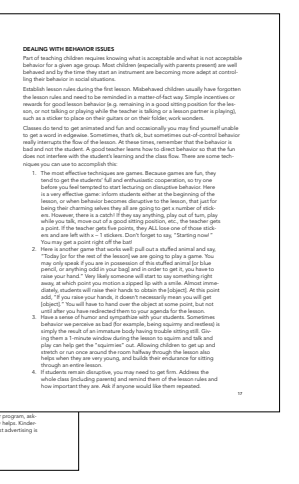 DEALING WITH BEHAVIOR ISSUES
Part of teaching children requires knowing what is acceptable and what is not acceptable
behavior for a given age group. Most children (especially with parents present) are well
behaved and by the time they start an instrument are becoming more adept at control-
ling their behavior in social situations.
Establish lesson rules during the first lesson. Misbehaved children usually have forgotten
the lesson rules and need to be reminded in a matter-of-fact way. Simple incentives or
rewards for good lesson behavior (e.g. remaining in a good sitting position for the les-
son, or not talking or playing while the teacher is talking or a lesson partner is playing),
such as a sticker to place on their guitars or on their folder, work wonders.
Classes do tend to get animated and fun and occasionally you may find yourself unable
to get a word in edgewise. Sometimes, that's ok, but sometimes out-of-control behavior
really interrupts the flow of the lesson. At these times, remember that the behavior is
bad and not the student. A good teacher learns how to direct behavior so that the fun
does not interfere with the student's learning and the class flow. There are some tech-
niques you can use to accomplish this:
1. The most effective techniques are games. Because games are fun, they
tend to get the students' full and enthusiastic cooperation, so try one
before you feel tempted to start lecturing on disruptive behavior. Here
is a very effective game: inform students either at the beginning of the
lesson, or when behavior becomes disruptive to the lesson, that just for
being their charming selves they all are going to get x number of stick-
ers. However, there is a catch! If they say anything, play out of turn, play
while you talk, move out of a good sitting position, etc., the teacher gets
a point. If the teacher gets five points, they ALL lose one of those stick-
ers and are left with x – 1 stickers. Don't forget to say, "Starting now!"
You may get a point right off the bat!
2. Here is another game that works well: pull out a stuffed animal and say,
"Today [or for the rest of the lesson] we are going to play a game. You
may only speak if you are in possession of this stuffed animal [or blue
pencil, or anything odd in your bag] and in order to get it, you have to
raise your hand." Very likely someone will start to say something right
away, at which point you motion a zipped lip with a smile. Almost imme-
diately, students will raise their hands to obtain the [object]. At this point
add, "If you raise your hands, it doesn't necessarily mean you will get
[object]." You will have to hand over the object at some point, but not
until after you have redirected them to your agenda for the lesson.
3. Have a sense of humor and sympathize with your students. Sometimes
behavior we perceive as bad (for example, being squirmy and restless) is
simply the result of an immature body having trouble sitting still. Giv-
ing them a 1-minute window during the lesson to squirm and talk and
play can help get the "squirmies" out. Allowing children to get up and
stretch or run once around the room halfway through the lesson also
helps when they are very young, and builds their endurance for sitting
through an entire lesson.
4. If students remain disruptive, you may need to get firm. Address the
whole class (including parents) and remind them of the lesson rules and
how important they are. Ask if anyone would like them repeated.
17
r program, ask-
helps. Kinder-
st advertising is